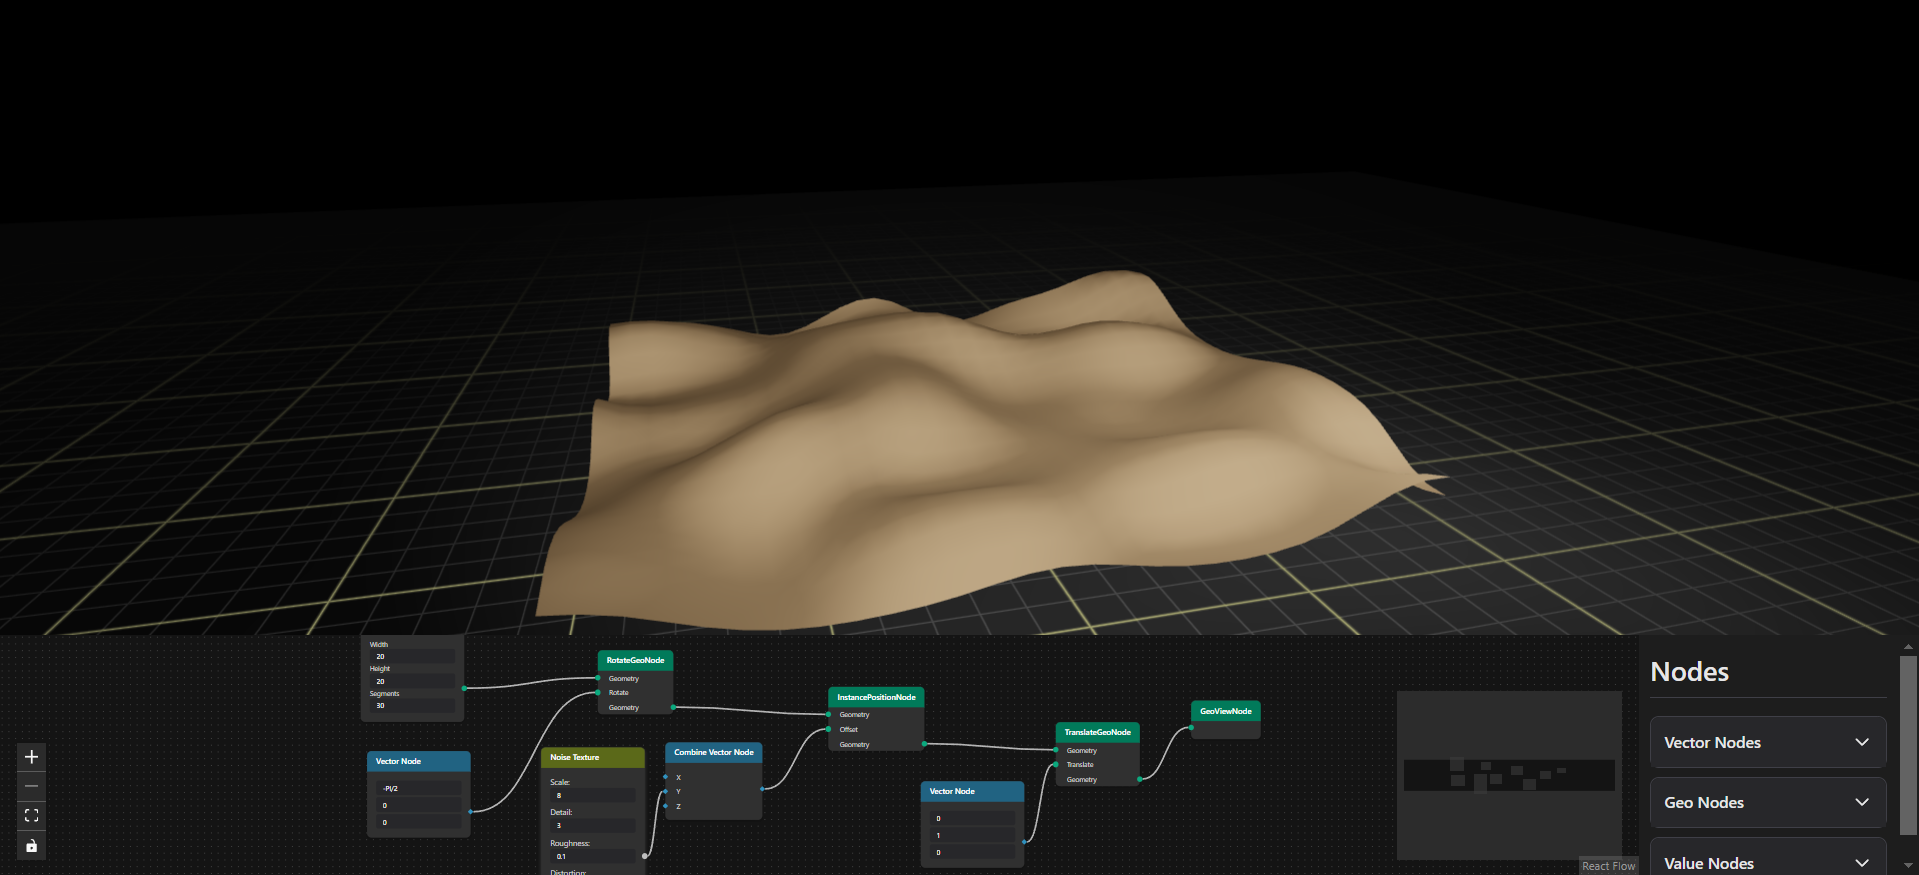 Width
20
Height
20
Segments
30
Vector Node
-PI/2
0
0
RotateGeoNode
Geometry
Rotate
Geometry
Noise Texture
Scale:
8
Detail:
3
Roughness:
0.1
Distortion:
Combine Vector Node
X
Y
Z
InstancePositionNode
Geometry
Offset
Geometry
Vector Node
0
1
0
TranslateGeoNode
Geometry
Translate
Geometry
GeoViewNode
React Flow
Nodes
Vector Nodes
Geo Nodes
Value Nodes